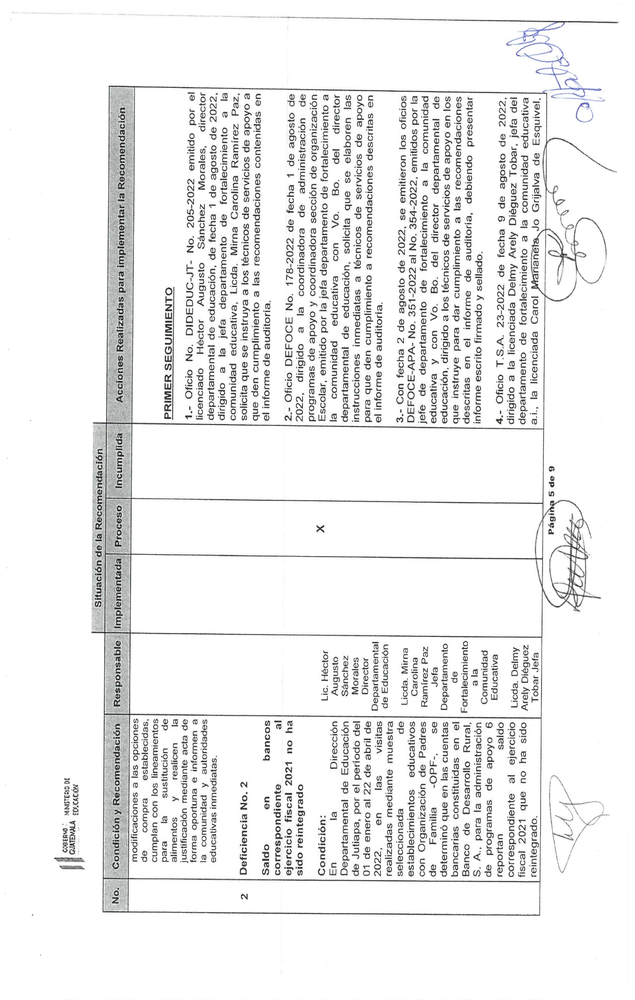 GOBIERNO DE MINISTERIO DE
GUATEMALA EDUCACIÓN
Situación de la Recomendación
No. Condición y Recomendación Responsable Implementada Proceso Incumplida Acciones Realizadas para implementar la Recomendación
modificaciones a las opciones
de compra establecidas,
cumplan con los lineamientos
para la sustitución de
alimentos y realicen la
justificación mediante acta de
forma oportuna e informen a
la comunidad y autoridades
educativas inmediatas.
2
Deficiencia No. 2
Saldo en bancos
correspondiente al
ejercicio fiscal 2021 no ha
sido reintegrado
Condición:
En la Dirección
Departamental de Educación
de Jutiapa, por el período del
01 de enero al 22 de abril de
2022, en las visitas
realizadas mediante muestra
seleccionada de
establecimientos educativos
con Organización de Padres
de Familia -OPF-, se
determinó que en las cuentas
bancarias constituidas en el
Banco de Desarrollo Rural,
S. A., para la administración
de programas de apoyo 6
reportan saldo
correspondiente al ejercicio
fiscal 2021 que no ha sido
reintegrado.
Lic. Héctor
Augusto
Sánchez
Morales
Director
Departamental
de Educación
Licda. Mirna
Carolina
Ramírez Paz
Jefa
Departamento
de
Fortalecimiento
a la
Comunidad
Educativa
Licda. Delmy
Arely Diéguez
Tobar Jefa
X
PRIMER SEGUIMIENTO
1.- Oficio No. DIDEDUC-JT- No. 205-2022 emitido por el
licenciado Héctor Augusto Sánchez Morales, director
departamental de educación, de fecha 1 de agosto de 2022,
dirigido a la jefa departamento de fortalecimiento a la
comunidad educativa, Licda. Mirna Carolina Ramírez Paz,
solicita que se instruya a los técnicos de servicios de apoyo a
que den cumplimiento a las recomendaciones contenidas en
el informe de auditoría.
2.- Oficio DEFOCE No. 178-2022 de fecha 1 de agosto de
2022, dirigido a la coordinadora de administración de
programas de apoyo y coordinadora sección de organización
Escolar, emitido por la jefa departamento de fortalecimiento a
la comunidad educativa con Vo. Bo. del director
departamental de educación, solicita que se elaboren las
instrucciones inmediatas a técnicos de servicios de apoyo
para que den cumplimiento a recomendaciones descritas en
el informe de auditoría.
3.- Con fecha 2 de agosto de 2022, se emitieron los oficios
DEFOCE-APA- No. 351-2022 al No. 354-2022, emitidos por la
jefe de departamento de fortalecimiento a la comunidad
educativa y con Vo. Bo. del director departamental de
educación, dirigido a los técnicos de servicios de apoyo en los
que instruye para dar cumplimiento a las recomendaciones
descritas en el informe de auditoría, debiendo presentar
informe escrito firmado y sellado.
4.- Oficio T.S.A. 23-2022 de fecha 9 de agosto de 2022,
dirigido a la licenciada Delmy Arely Diéguez Tobar, jefa del
departamento de fortalecimiento a la comunidad educativa
a.i., la licenciada Carol Marianela Jo Grijalva de Esquivel,
Página 5 de 9